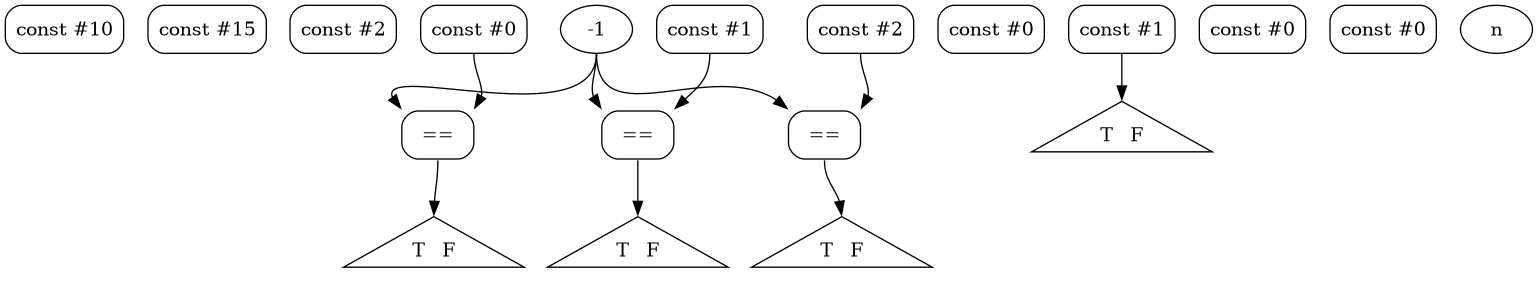 const #10
const #15
const #2
const #0
-1
const #1
const #2
const #0
const #1
const #0
const #0
n
==
==
==
T F
T F
T F
T F